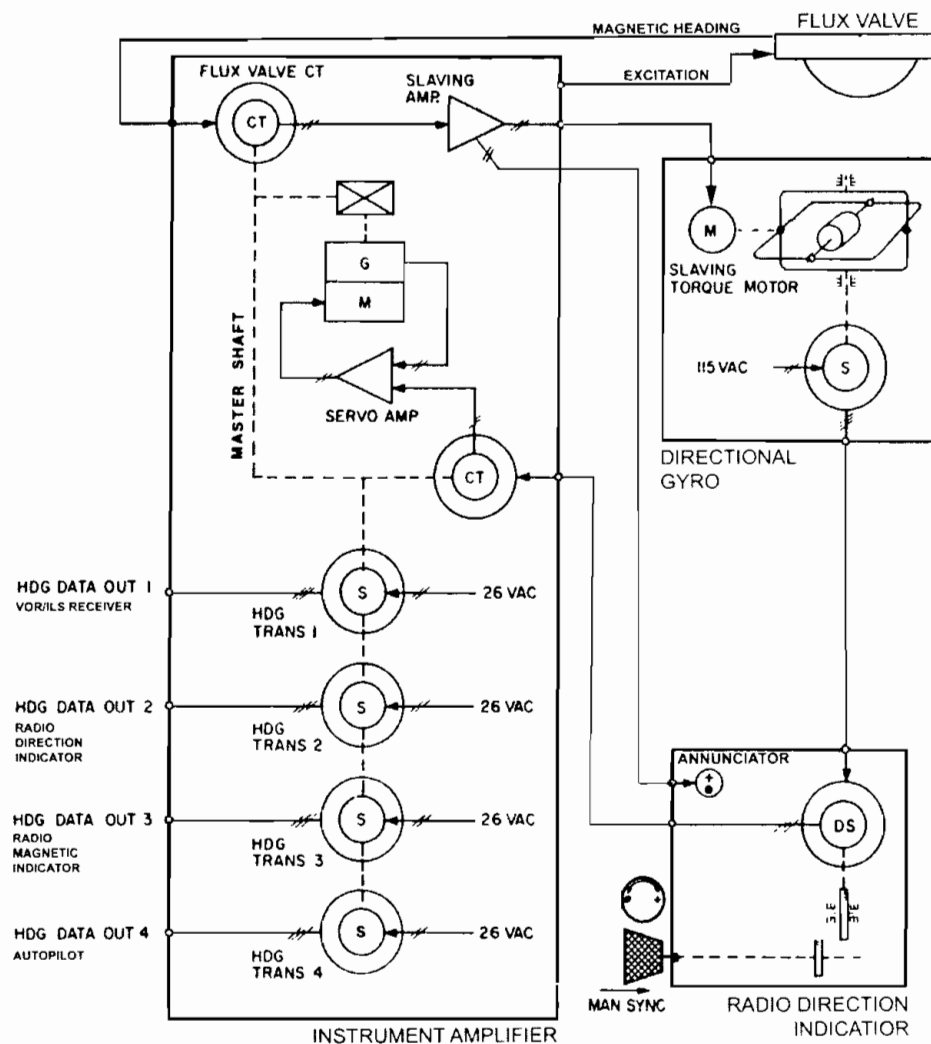 FLUX VALVE
MAGNETIC HEADING
EXCITATION
FLUX VALVE CT
CT
SLAVING
AMP.
M
SLAVING
TORQUE MOTOR
G
M
MASTER SHAFT
SERVO AMP
115 VAC
S
DIRECTIONAL
GYRO
CT
HDG DATA OUT 1
VOR/ILS RECEIVER
S
26 VAC
HDG
TRANS 1
HDG DATA OUT 2
RADIO
DIRECTION
INDICATOR
S
26 VAC
HDG
TRANS 2
HDG DATA OUT 3
RADIO
MAGNETIC
INDICATOR
S
26 VAC
HDG
TRANS 3
HDG DATA OUT 4
AUTOPILOT
S
26 VAC
HDG
TRANS 4
ANNUNCIATOR
DS
MAN SYNC
RADIO DIRECTION
INDICATIOR
INSTRUMENT AMPLIFIER